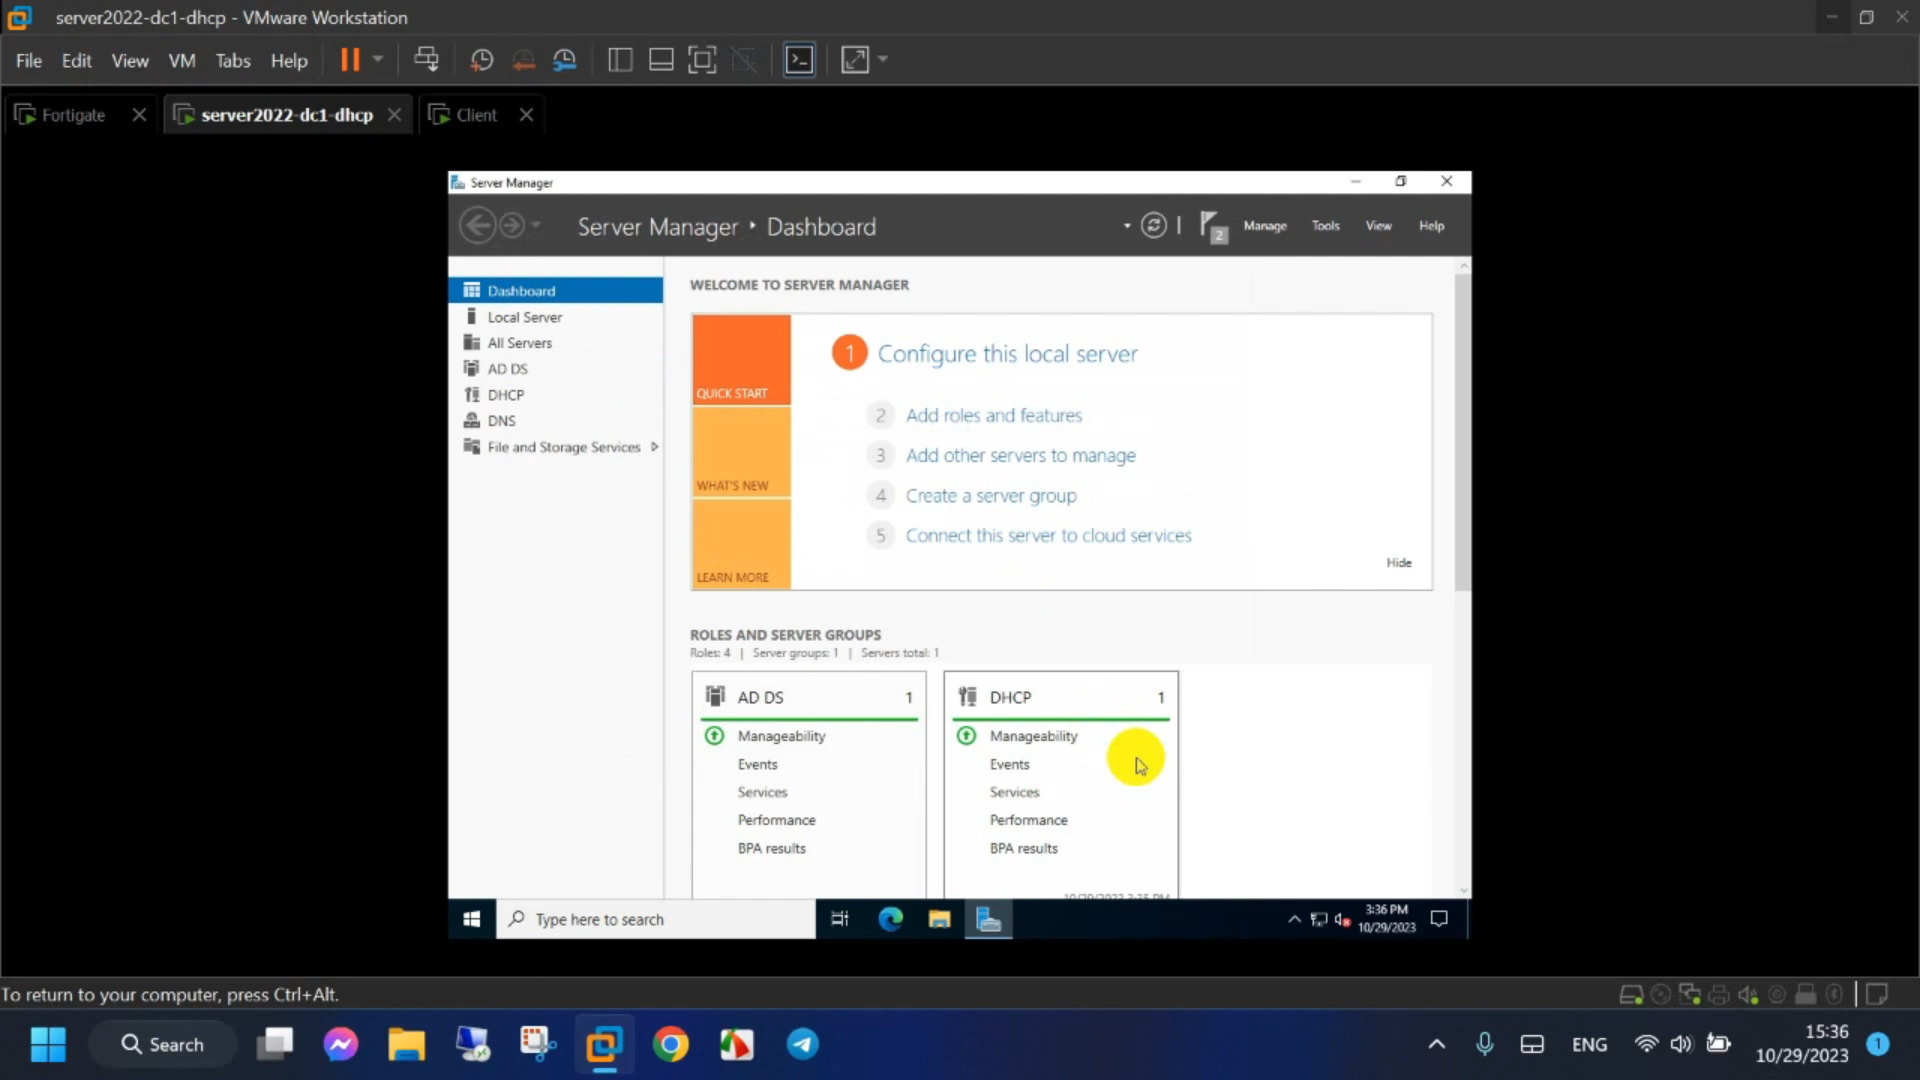 server2022-dc1-dhcp - VMware Workstation
File Edit View VM Tabs Help
Fortigate server2022-dc1-dhcp Client
Server Manager
Server Manager Dashboard 2 Manage Tools View Help
Dashboard
Local Server
All Servers
AD DS
DHCP
DNS
File and Storage Services
WELCOME TO SERVER MANAGER
QUICK START
WHAT'S NEW
LEARN MORE
1 Configure this local server
2 Add roles and features
3 Add other servers to manage
4 Create a server group
5 Connect this server to cloud services
Hide
ROLES AND SERVER GROUPS
Roles: 4 | Server groups: 1 | Servers total: 1
AD DS 1
Manageability
Events
Services
Performance
BPA results
DHCP 1
Manageability
Events
Services
Performance
BPA results
Type here to search
3:36 PM
10/29/2023
To return to your computer, press Ctrl+Alt.
Search
ENG
15:36
10/29/2023
1